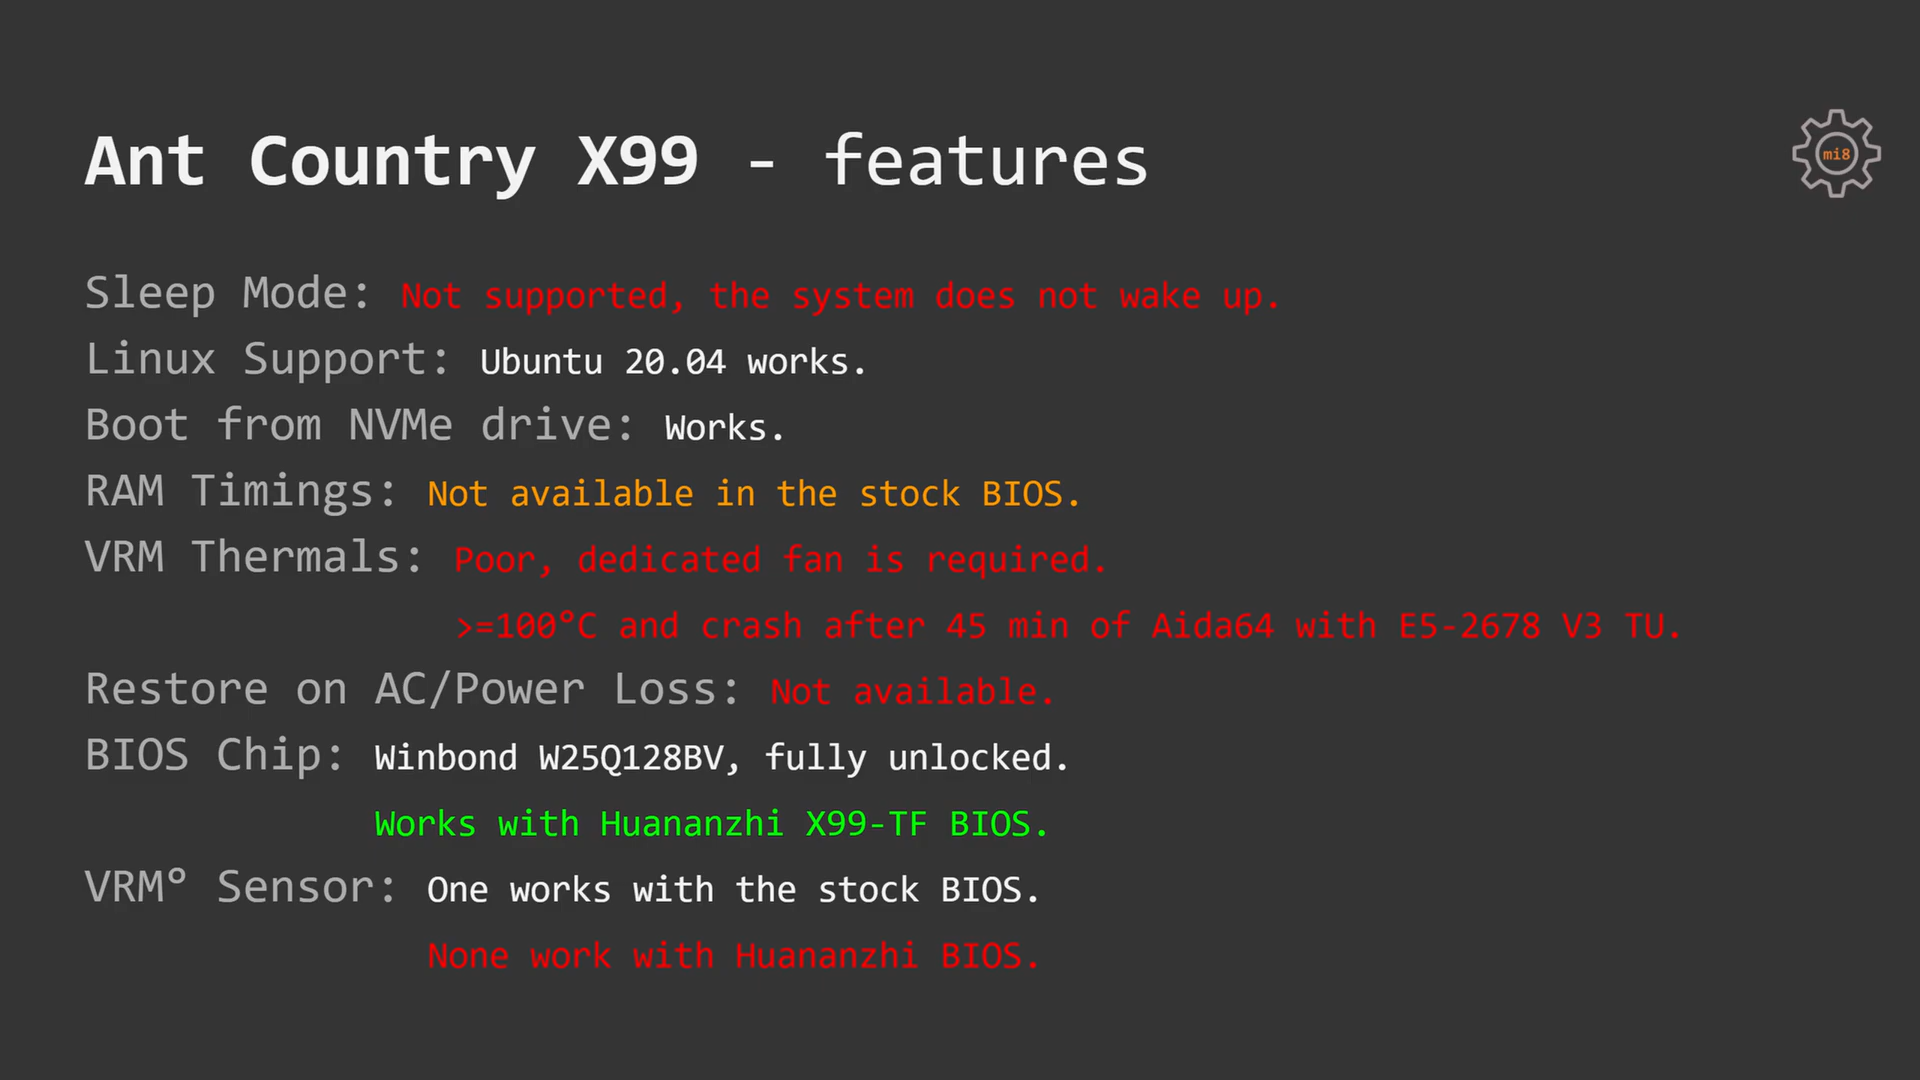 Ant Country X99 - features
mi8
Sleep Mode: Not supported, the system does not wake up.
Linux Support: Ubuntu 20.04 works.
Boot from NVMe drive: Works.
RAM Timings: Not available in the stock BIOS.
VRM Thermals: Poor, dedicated fan is required.
>=100°C and crash after 45 min of Aida64 with E5-2678 V3 TU.
Restore on AC/Power Loss: Not available.
BIOS Chip: Winbond W25Q128BV, fully unlocked.
Works with Huananzhi X99-TF BIOS.
VRM° Sensor: One works with the stock BIOS.
None work with Huananzhi BIOS.